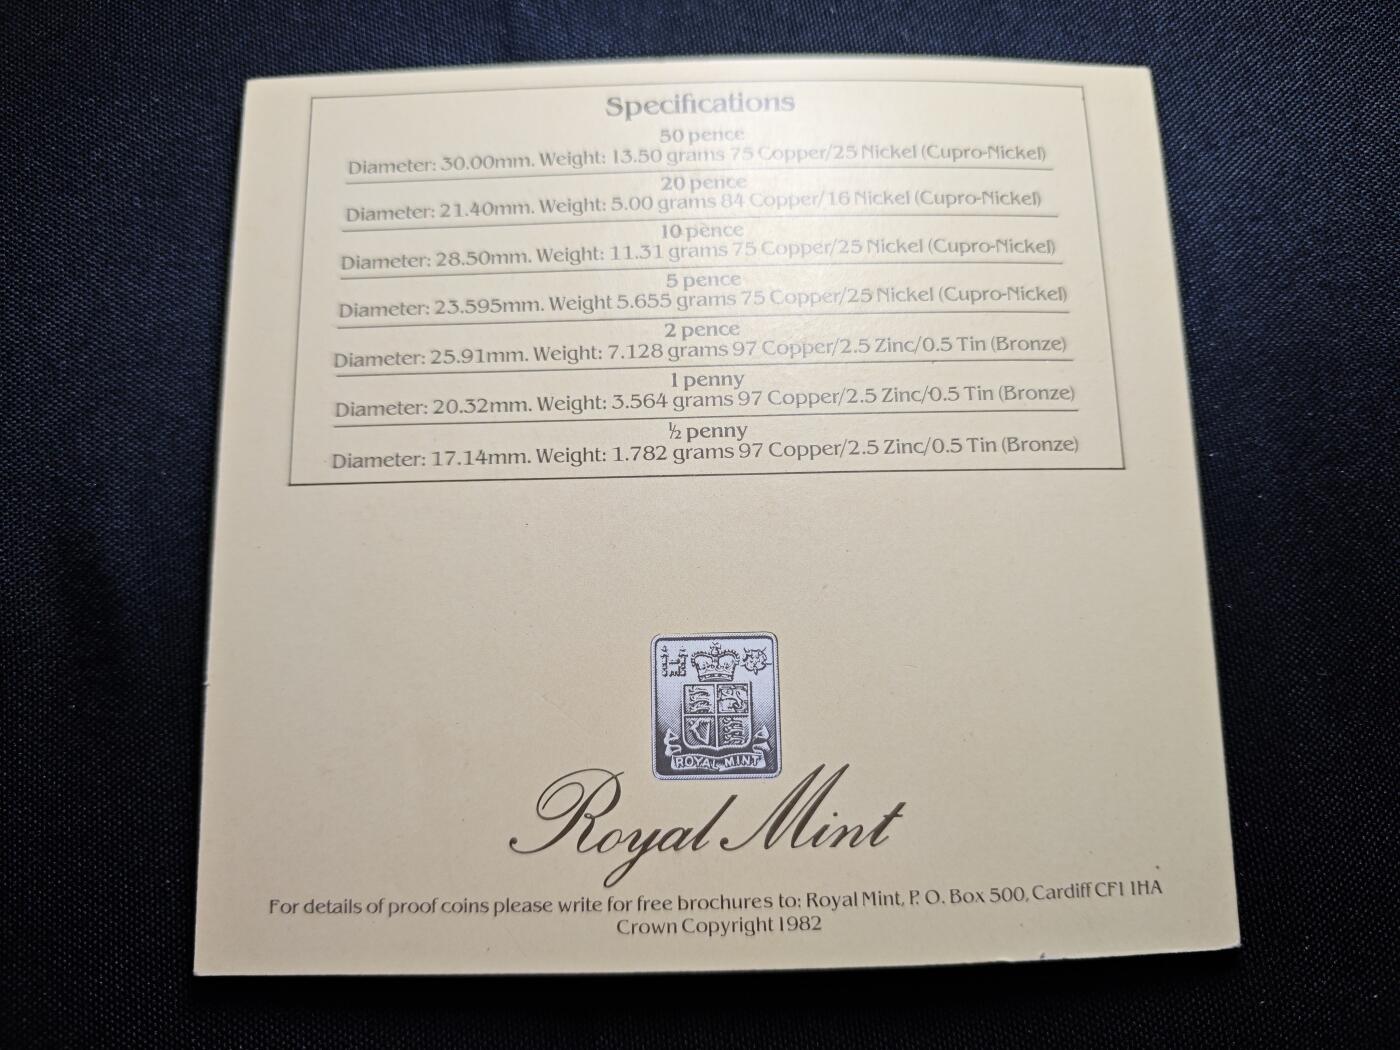 Specifications
50 pence
Diameter: 30.00mm. Weight: 13.50 grams 75 Copper/25 Nickel (Cupro-Nickel)
20 pence
Diameter: 21.40mm. Weight: 5.00 grams 84 Copper/16 Nickel (Cupro-Nickel)
10 pence
Diameter: 28.50mm. Weight: 11.31 grams 75 Copper/25 Nickel (Cupro-Nickel)
5 pence
Diameter: 23.595mm. Weight 5.655 grams 75 Copper/25 Nickel (Cupro-Nickel)
2 pence
Diameter: 25.91mm. Weight: 7.128 grams 97 Copper/2.5 Zinc/0.5 Tin (Bronze)
1 penny
Diameter: 20.32mm. Weight: 3.564 grams 97 Copper/2.5 Zinc/0.5 Tin (Bronze)
½ penny
Diameter: 17.14mm. Weight: 1.782 grams 97 Copper/2.5 Zinc/0.5 Tin (Bronze)
ROYAL MINT
Royal Mint
For details of proof coins please write for free brochures to: Royal Mint, P. O. Box 500, Cardiff CF1 1HA
Crown Copyright 1982